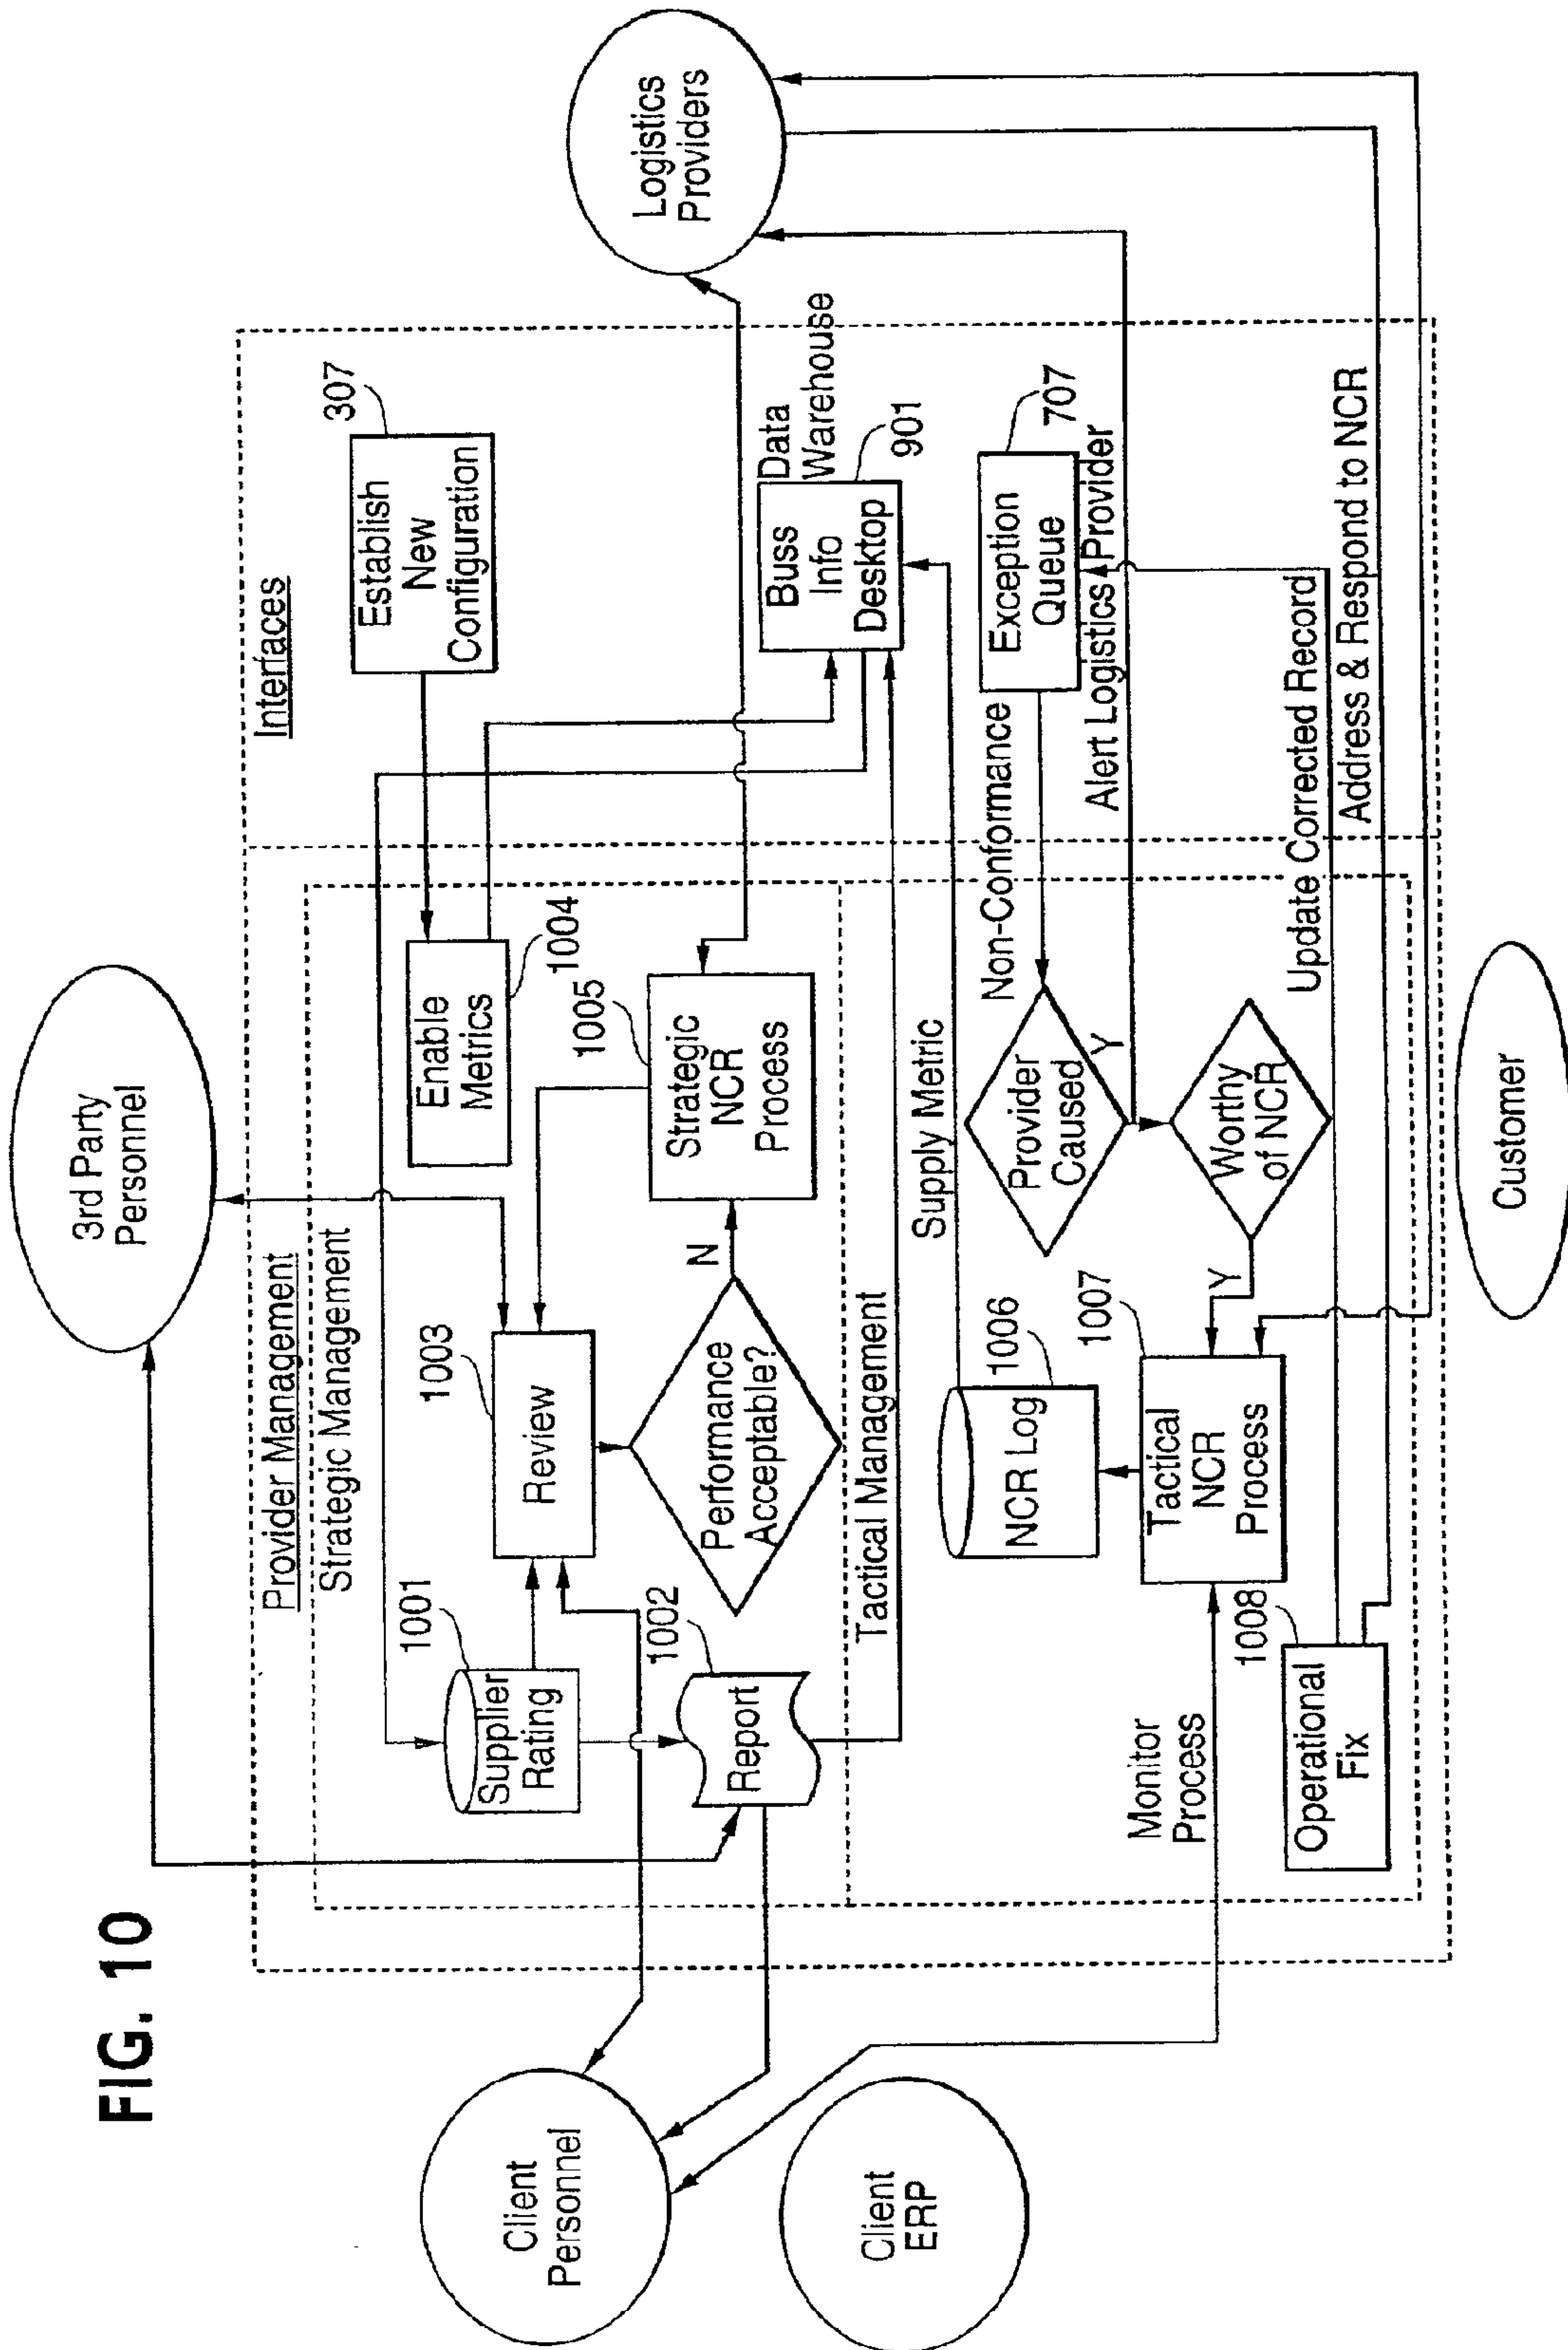 FIG. 10
3rd Party
Personnel
Client
Personnel
Client
ERP
Logistics
Providers
Customer
Provider Management
Strategic Management
Interfaces
1001
Supplier
Rating
1002
Report
1003
Review
Performance
Acceptable?
N
Enable
Metrics
1004
1005
Strategic
NCR
Process
307
Establish
New
Configuration
Data
Warehouse
Buss
Info
Desktop
901
Tactical Management
Supply Metric
1006
NCR Log
1007
Tactical
NCR
Process
Monitor
Process
1008
Operational
Fix
Non-Conformance
Provider
Caused
Y
Worthy
of NCR
Y
Exception
Queue
707
Alert Logistics Provider
Update Corrected Record
Address & Respond to NCR